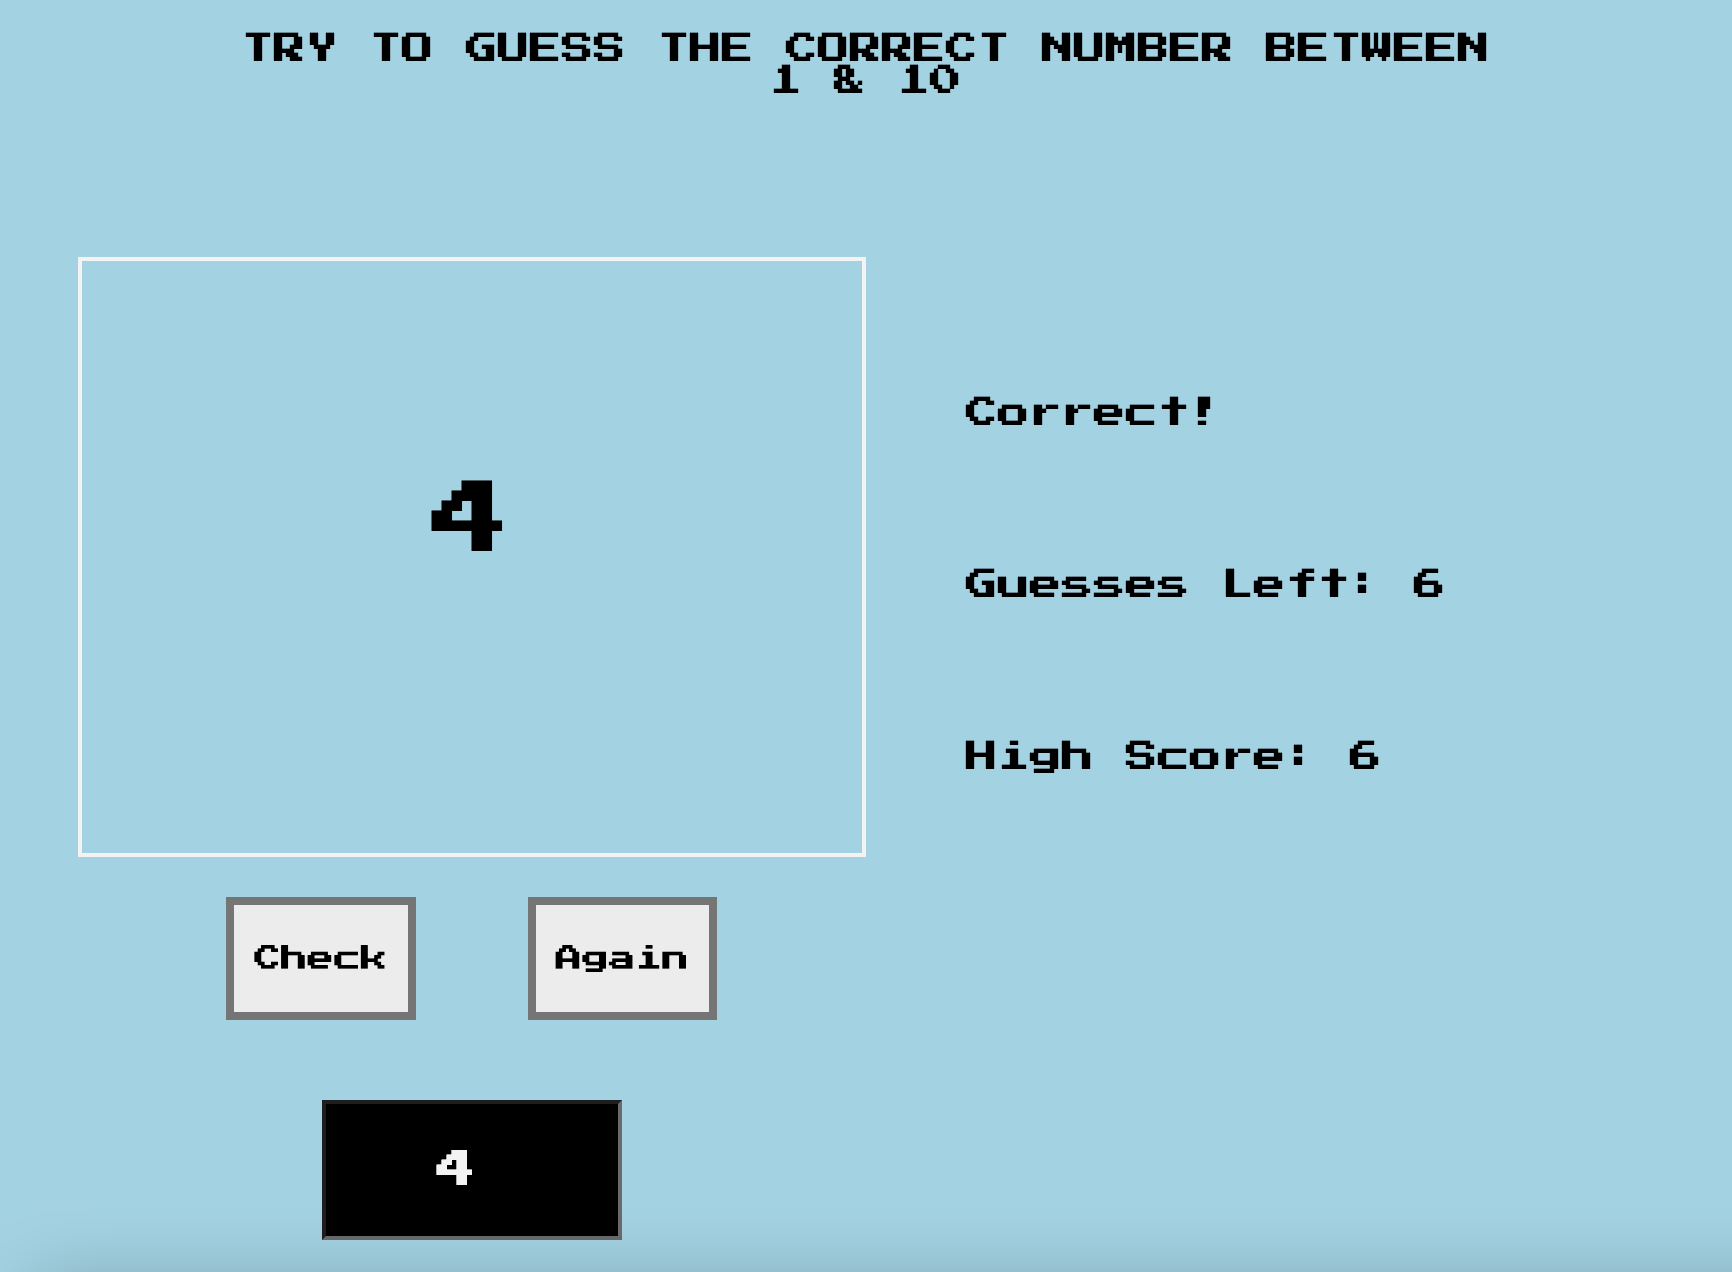 TRY TO GUESS THE CORRECT NUMBER BETWEEN
1 & 10
4
Correct!
Guesses Left: 6
High Score: 6
Check
Again
4